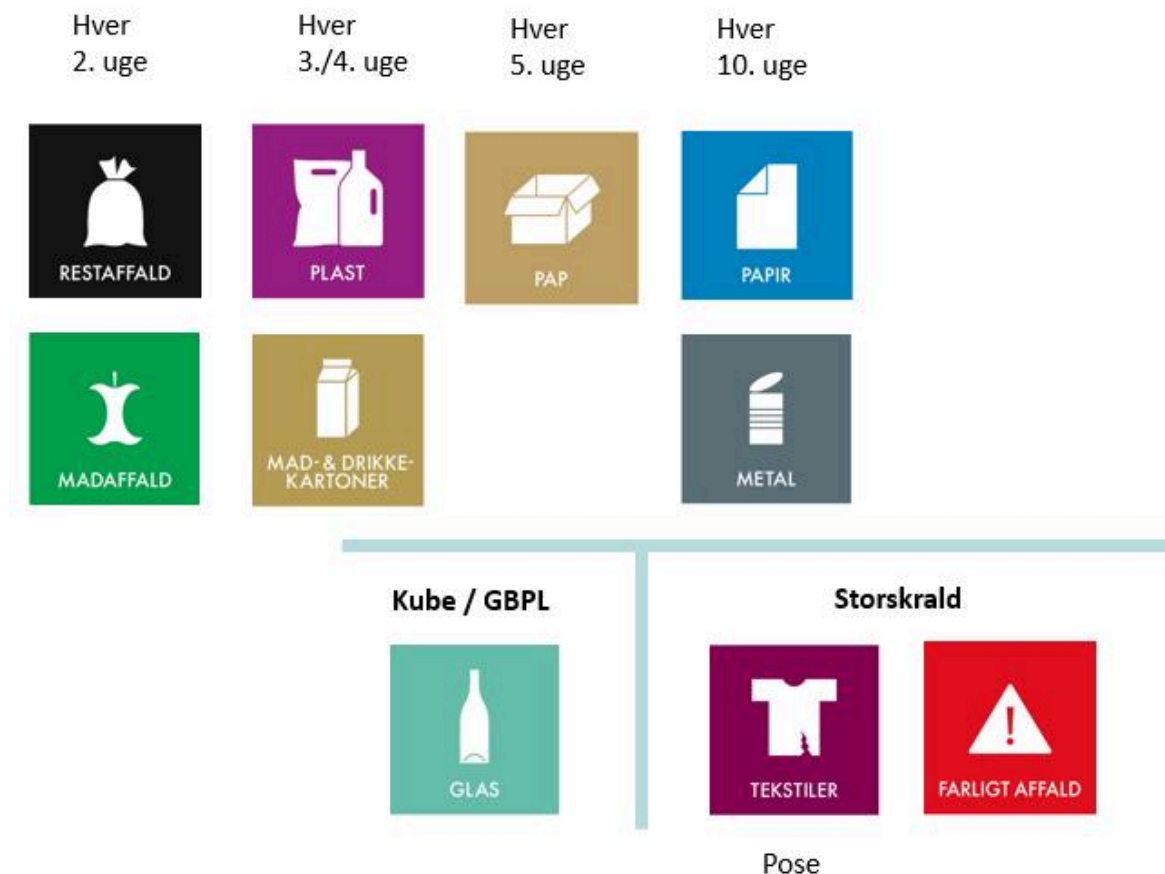 Hver
2. uge
Hver
3./4. uge
Hver
5. uge
Hver
10. uge
RESTAFFALD
PLAST
PAP
PAPIR
MADAFFALD
MAD- & DRIKKE-
KARTONER
METAL
Kube / GBPL
Storskrald
GLAS
TEKSTILER
FARLIGT AFFALD
Pose